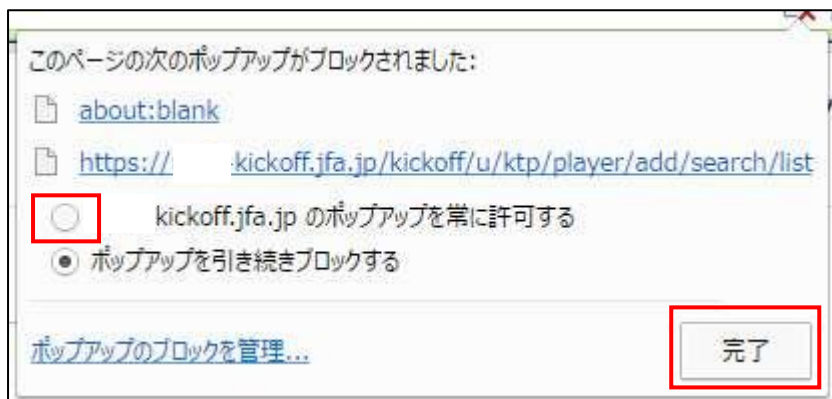 このページの次のポップアップがブロックされました:
about:blank
https:// -kickoff.jfa.jp/kickoff/u/ktp/player/add/search/list
kickoff.jfa.jp のポップアップを常に許可する
ポップアップを引き続きブロックする
ポップアップのブロックを管理...
完了